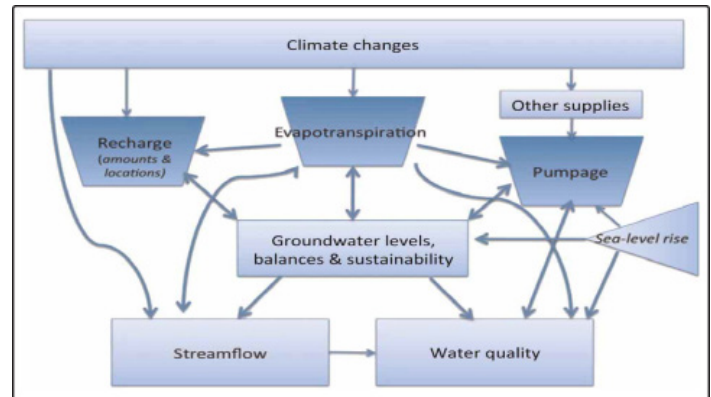 Climate changes
Other supplies
Evapotranspiration
Recharge
(amounts &
locations)
Pumpage
Groundwater levels,
balances & sustainability
Sea-level rise
Streamflow
Water quality